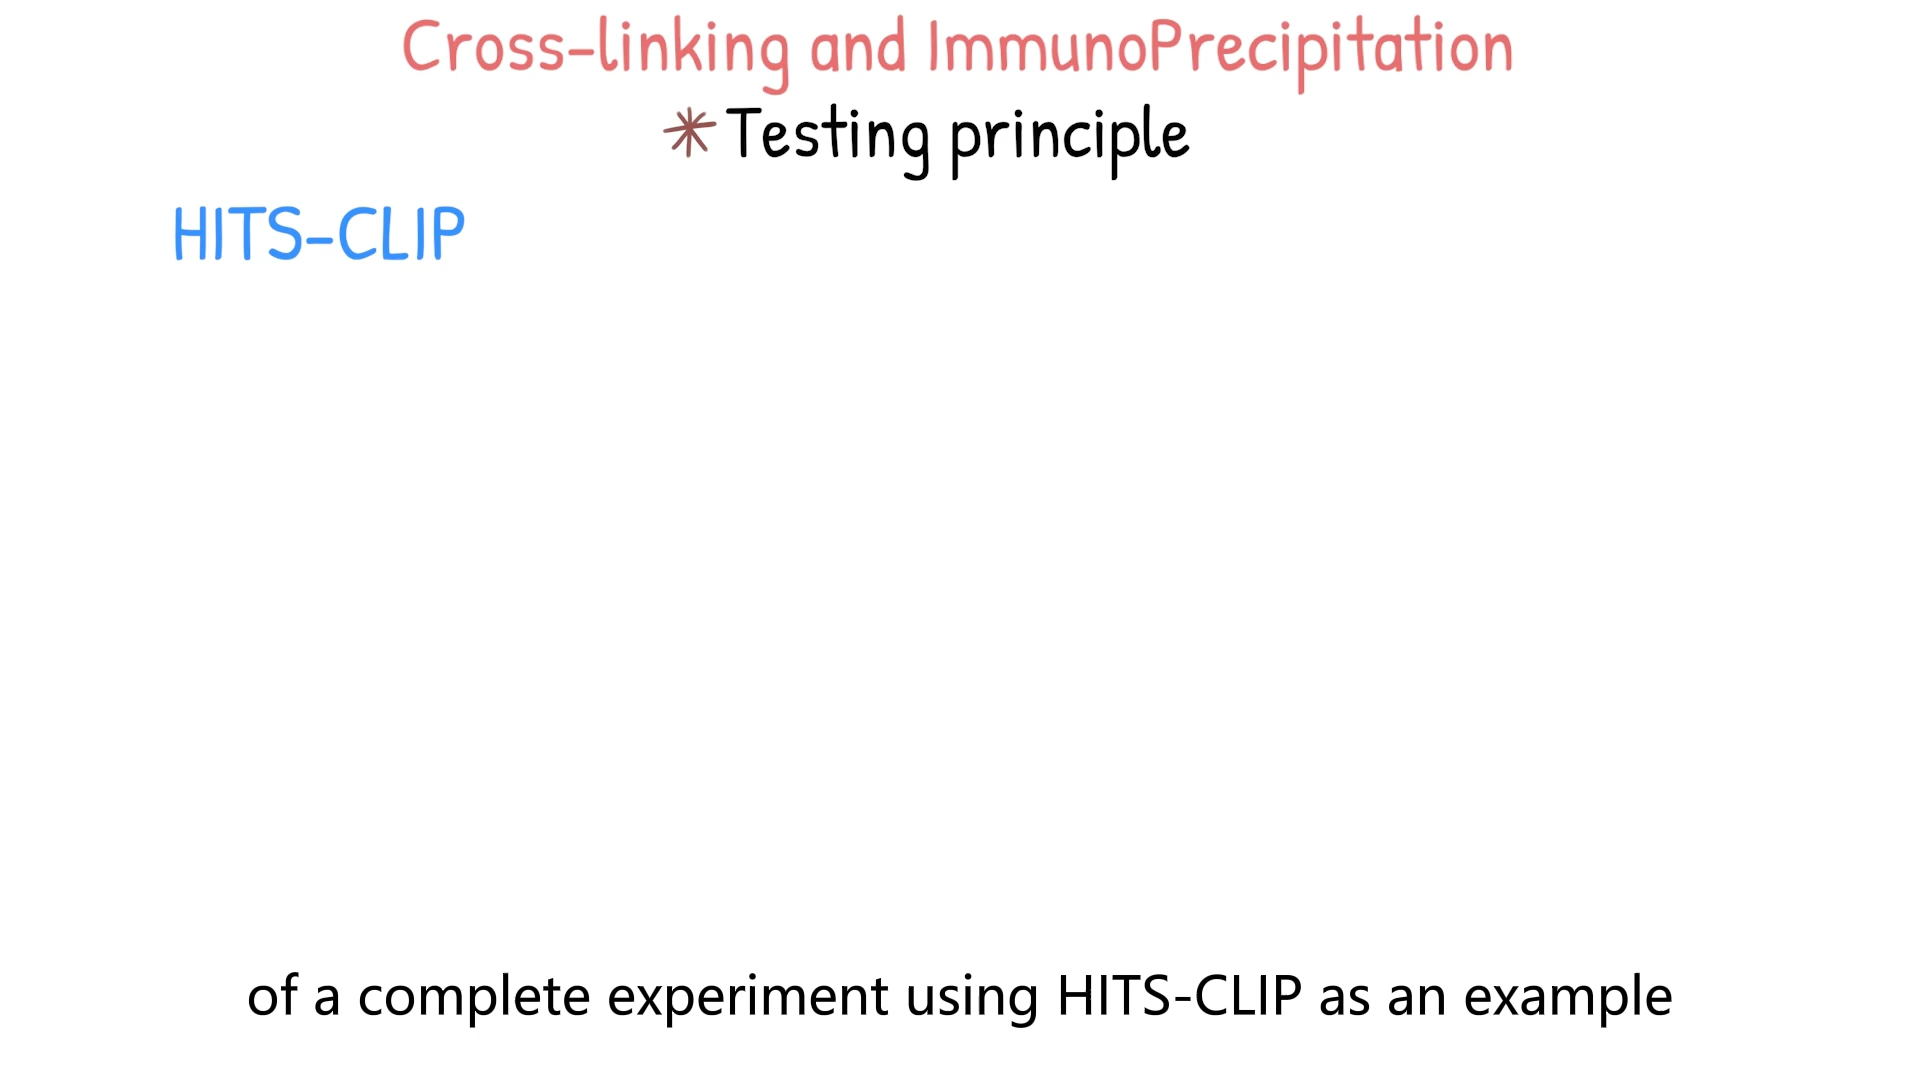 Cross-linking and ImmunoPrecipitation
*Testing principle
HITS-CLIP
of a complete experiment using HITS-CLIP as an example